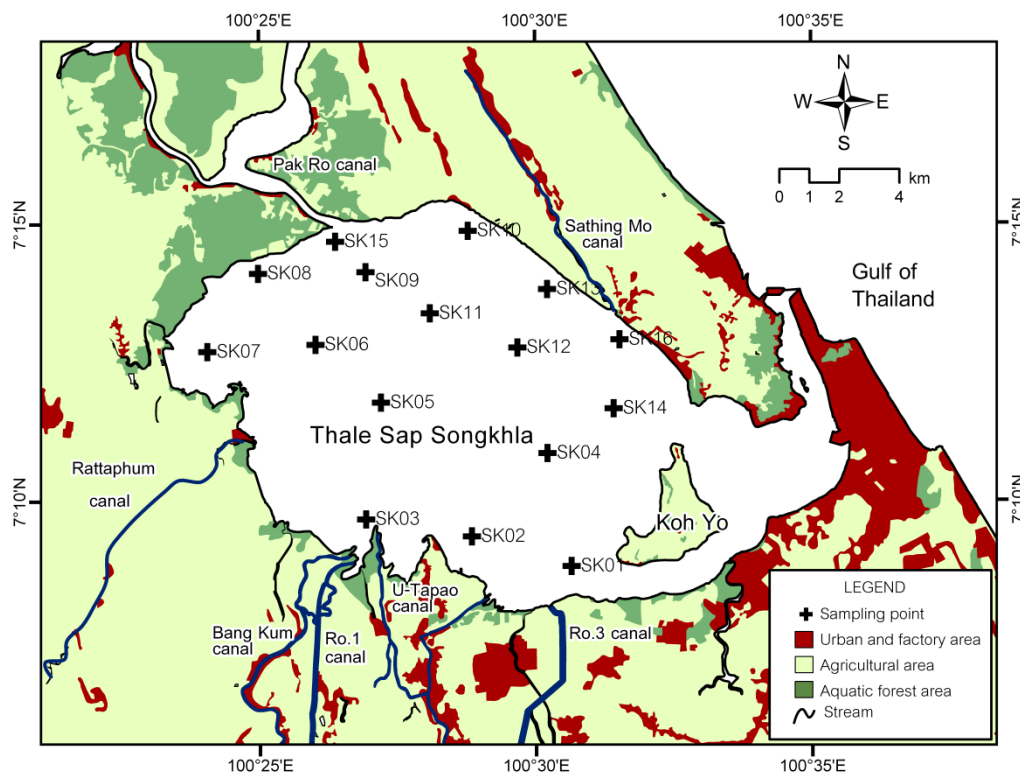 100°25'E
100°30'E
100°35'E
N
W
E
S
Pak Ro canal
0 1 2 4 km
7°15'N
7°15'N
SK10
Sathing Mo
canal
SK15
SK08
SK09
Gulf of
Thailand
SK13
SK11
SK16
SK06
SK12
SK07
SK05
SK14
Thale Sap Songkhla
SK04
Rattaphum
canal
7°10'N
7°10'N
SK03
Koh Yo
SK02
SK01
U-Tapao
canal
Bang Kum
canal
Ro.1
canal
Ro.3 canal
LEGEND
Sampling point
Urban and factory area
Agricultural area
Aquatic forest area
Stream
100°25'E
100°30'E
100°35'E